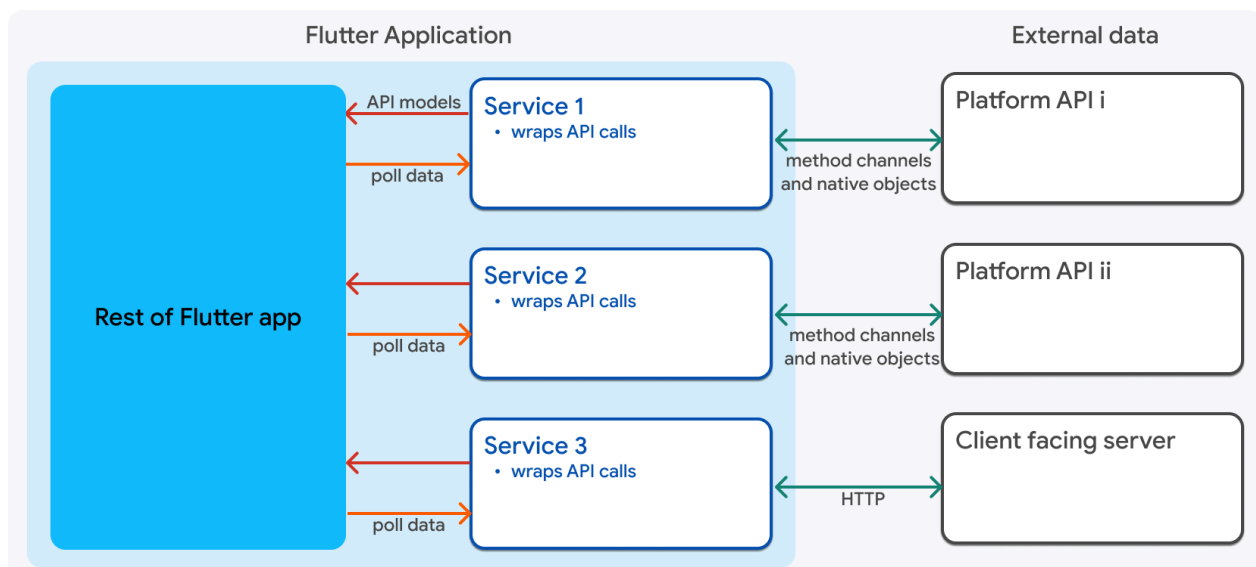 Flutter Application
External data
Rest of Flutter app
API models
poll data
Service 1
• wraps API calls
method channels
and native objects
Platform API i
poll data
Service 2
• wraps API calls
method channels
and native objects
Platform API ii
poll data
Service 3
• wraps API calls
HTTP
Client facing server